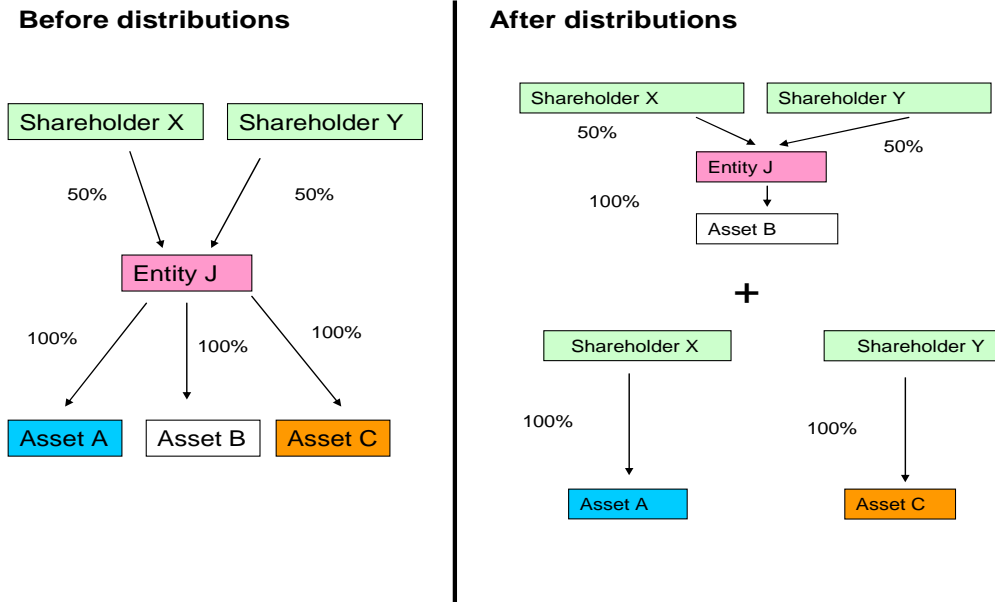 Before distributions
Shareholder X
Shareholder Y
50%
50%
Entity J
100%
100%
100%
Asset A
Asset B
Asset C
After distributions
Shareholder X
Shareholder Y
50%
50%
Entity J
100%
Asset B
+
Shareholder X
Shareholder Y
100%
100%
Asset A
Asset C